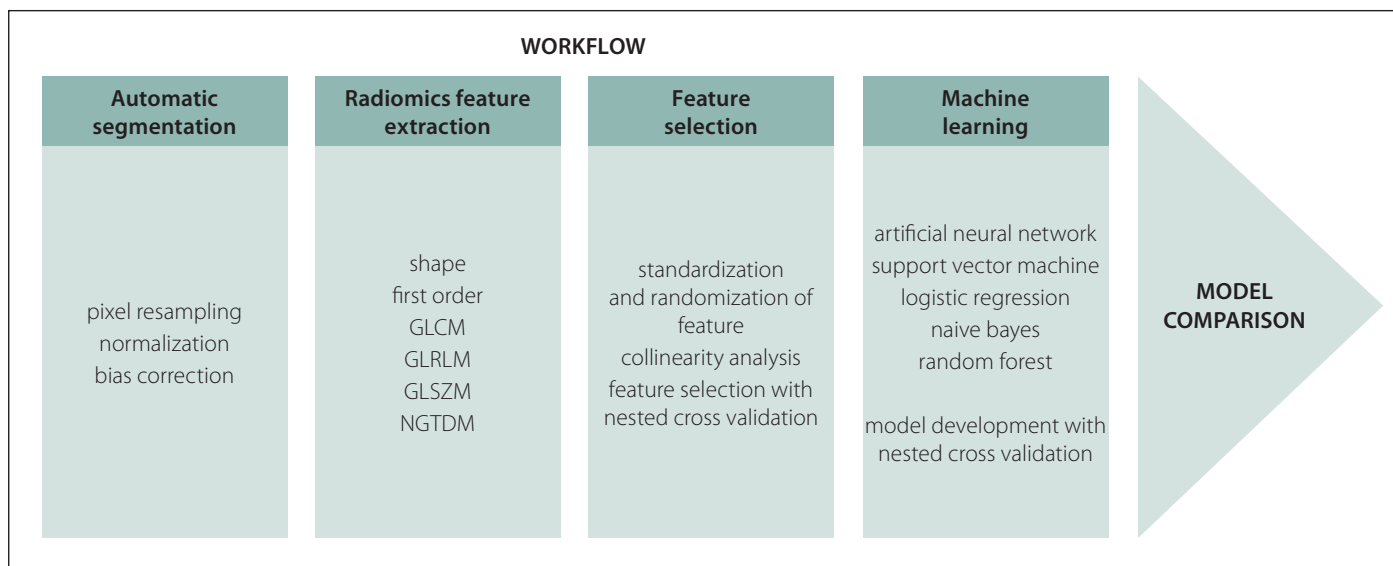 WORKFLOW
Automatic
segmentation
pixel resampling
normalization
bias correction
Radiomics feature
extraction
shape
first order
GLCM
GLRLM
GLSZM
NGTDM
Feature
selection
standardization
and randomization of
feature
collinearity analysis
feature selection with
nested cross validation
Machine
learning
artificial neural network
support vector machine
logistic regression
naive bayes
random forest
model development with
nested cross validation
MODEL
COMPARISON